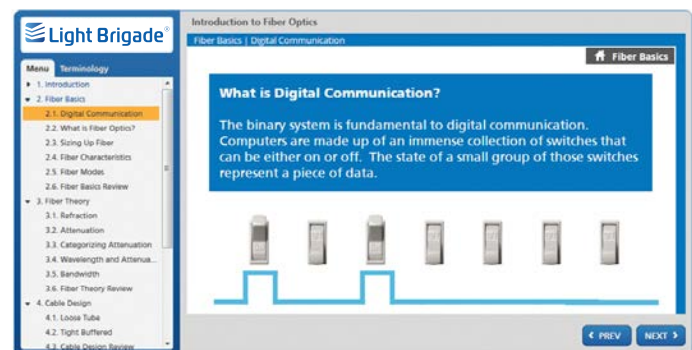 Light Brigade®
Introduction to Fiber Optics
Fiber Basics | Digital Communication
Fiber Basics
Menu Terminology
1. Introduction
2. Fiber Basics
2.1. Digital Communication
2.2. What is Fiber Optics?
2.3. Sizing Up Fiber
2.4. Fiber Characteristics
2.5. Fiber Modes
2.6. Fiber Basics Review
3. Fiber Theory
3.1. Refraction
3.2. Attenuation
3.3. Categorizing Attenuation
3.4. Wavelength and Attenua...
3.5. Bandwidth
3.6. Fiber Theory Review
4. Cable Design
4.1. Loose Tube
4.2. Tight Buffered
4.3. Cable Design Review
What is Digital Communication?
The binary system is fundamental to digital communication.
Computers are made up of an immense collection of switches that
can be either on or off. The state of a small group of those switches
represent a piece of data.
PREV
NEXT